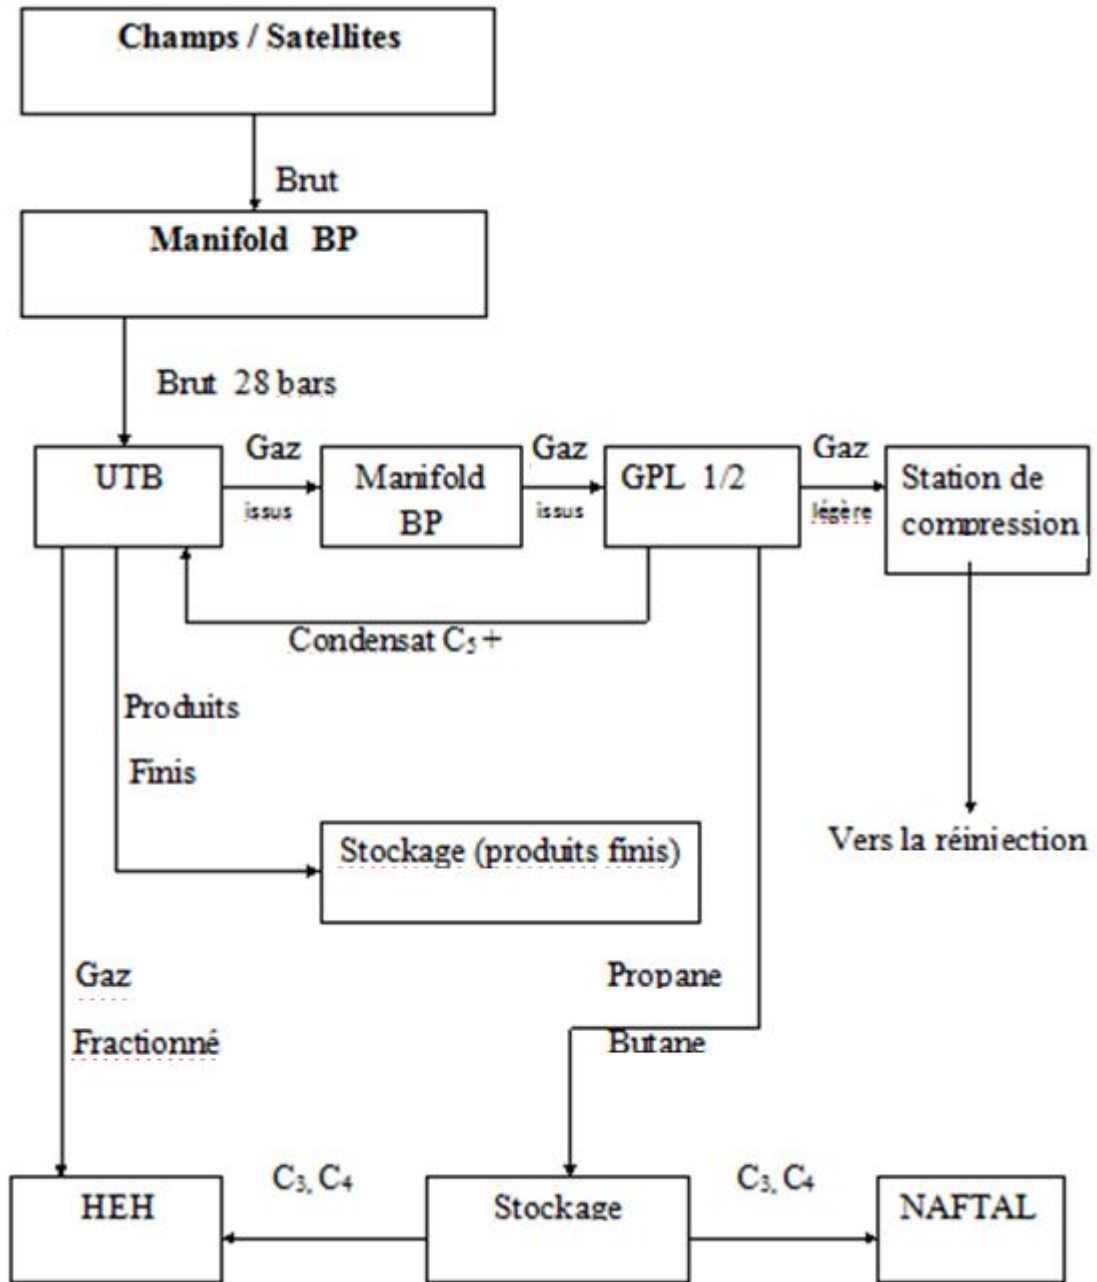 Champs / Satellites
Brut
Manifold BP
Brut 28 bars
UTB
Gaz
issus
Manifold
BP
Gaz
issus
GPL 1/2
Gaz
légère
Station de
compression
Condensat C₅ +
Produits
Finis
Stockage (produits finis)
Vers la réiniection
Gaz
Fractionné
Propane
Butane
HEH
C₃, C₄
Stockage
C₃, C₄
NAFTAL